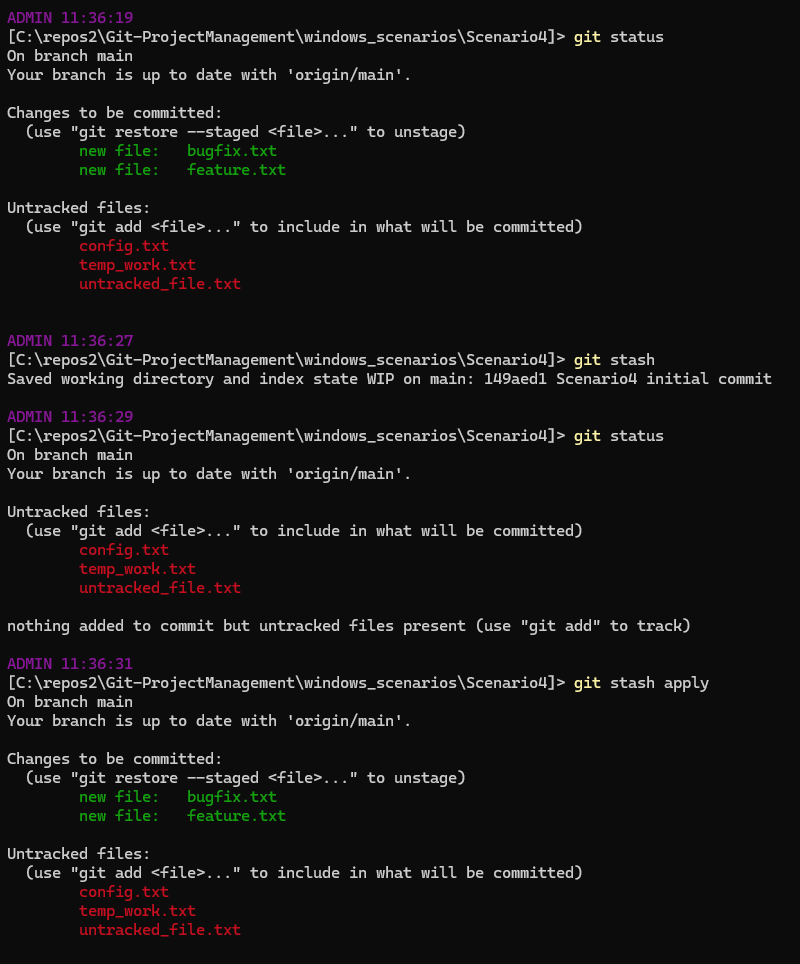 ADMIN 11:36:19
[C:\repos2\Git-ProjectManagement\windows_scenarios\Scenario4]> git status
On branch main
Your branch is up to date with 'origin/main'.
Changes to be committed:
(use "git restore --staged <file>..." to unstage)
new file:   bugfix.txt
new file:   feature.txt
Untracked files:
(use "git add <file>..." to include in what will be committed)
config.txt
temp_work.txt
untracked_file.txt
ADMIN 11:36:27
[C:\repos2\Git-ProjectManagement\windows_scenarios\Scenario4]> git stash
Saved working directory and index state WIP on main: 149aed1 Scenario4 initial commit
ADMIN 11:36:29
[C:\repos2\Git-ProjectManagement\windows_scenarios\Scenario4]> git status
On branch main
Your branch is up to date with 'origin/main'.
Untracked files:
(use "git add <file>..." to include in what will be committed)
config.txt
temp_work.txt
untracked_file.txt
nothing added to commit but untracked files present (use "git add" to track)
ADMIN 11:36:31
[C:\repos2\Git-ProjectManagement\windows_scenarios\Scenario4]> git stash apply
On branch main
Your branch is up to date with 'origin/main'.
Changes to be committed:
(use "git restore --staged <file>..." to unstage)
new file:   bugfix.txt
new file:   feature.txt
Untracked files:
(use "git add <file>..." to include in what will be committed)
config.txt
temp_work.txt
untracked_file.txt